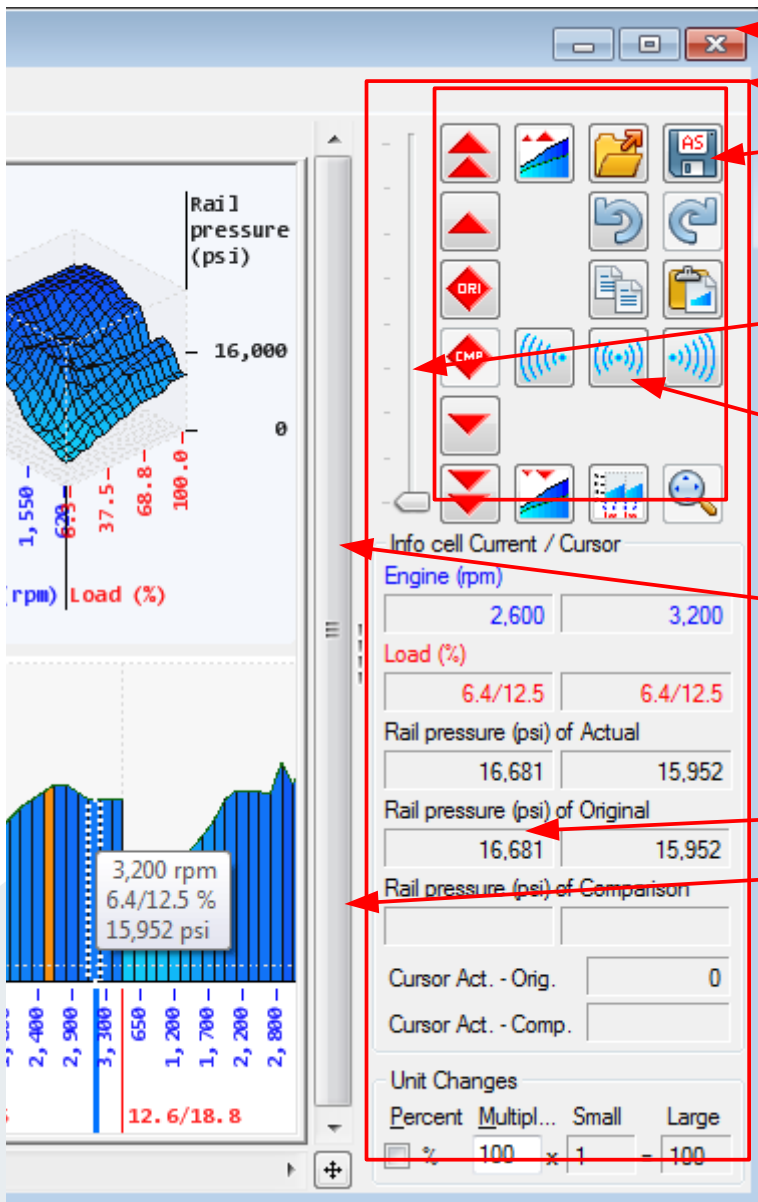 AS
Rail
pressure
(psi)
ORI
16,000
CMP
0
1,550
620
37.5
68.8
100.0
rpm) Load (%)
Info cell Current / Cursor
Engine (rpm)
2,600 3,200
Load (%)
6.4/12.5 6.4/12.5
Rail pressure (psi) of Actual
16,681 15,952
Rail pressure (psi) of Original
16,681 15,952
3,200 rpm
6.4/12.5 %
15,952 psi
Rail pressure (psi) of Comparison
Cursor Act. - Orig. 0
Cursor Act. - Comp.
2,400
2,900
3,300
650
1,200
1,700
2,200
2,800
12.6/18.8
Unit Changes
Percent Multipl... Small Large
% 100 x 1 = 100